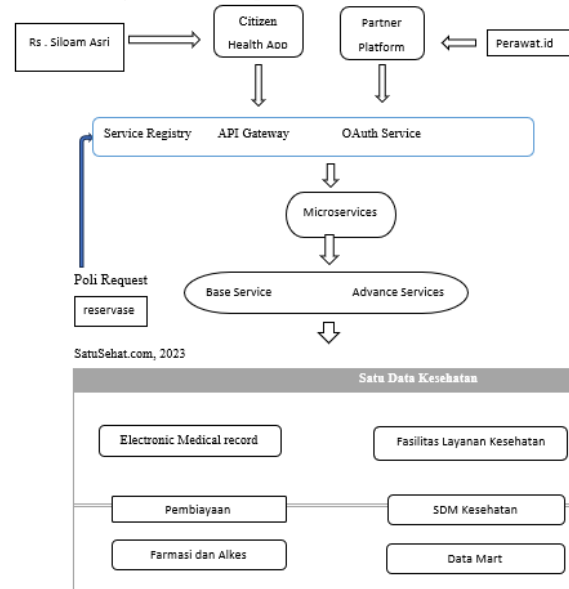 Rs . Siloam Asri
Citizen
Health App
Partner
Platform
Perawat.id
Service Registry API Gateway OAuth Service
Microservices
Poli Request
reservase
Base Service Advance Services
SatuSehat.com, 2023
Satu Data Kesehatan
Electronic Medical record
Fasilitas Layanan Kesehatan
Pembiayaan
SDM Kesehatan
Farmasi dan Alkes
Data Mart